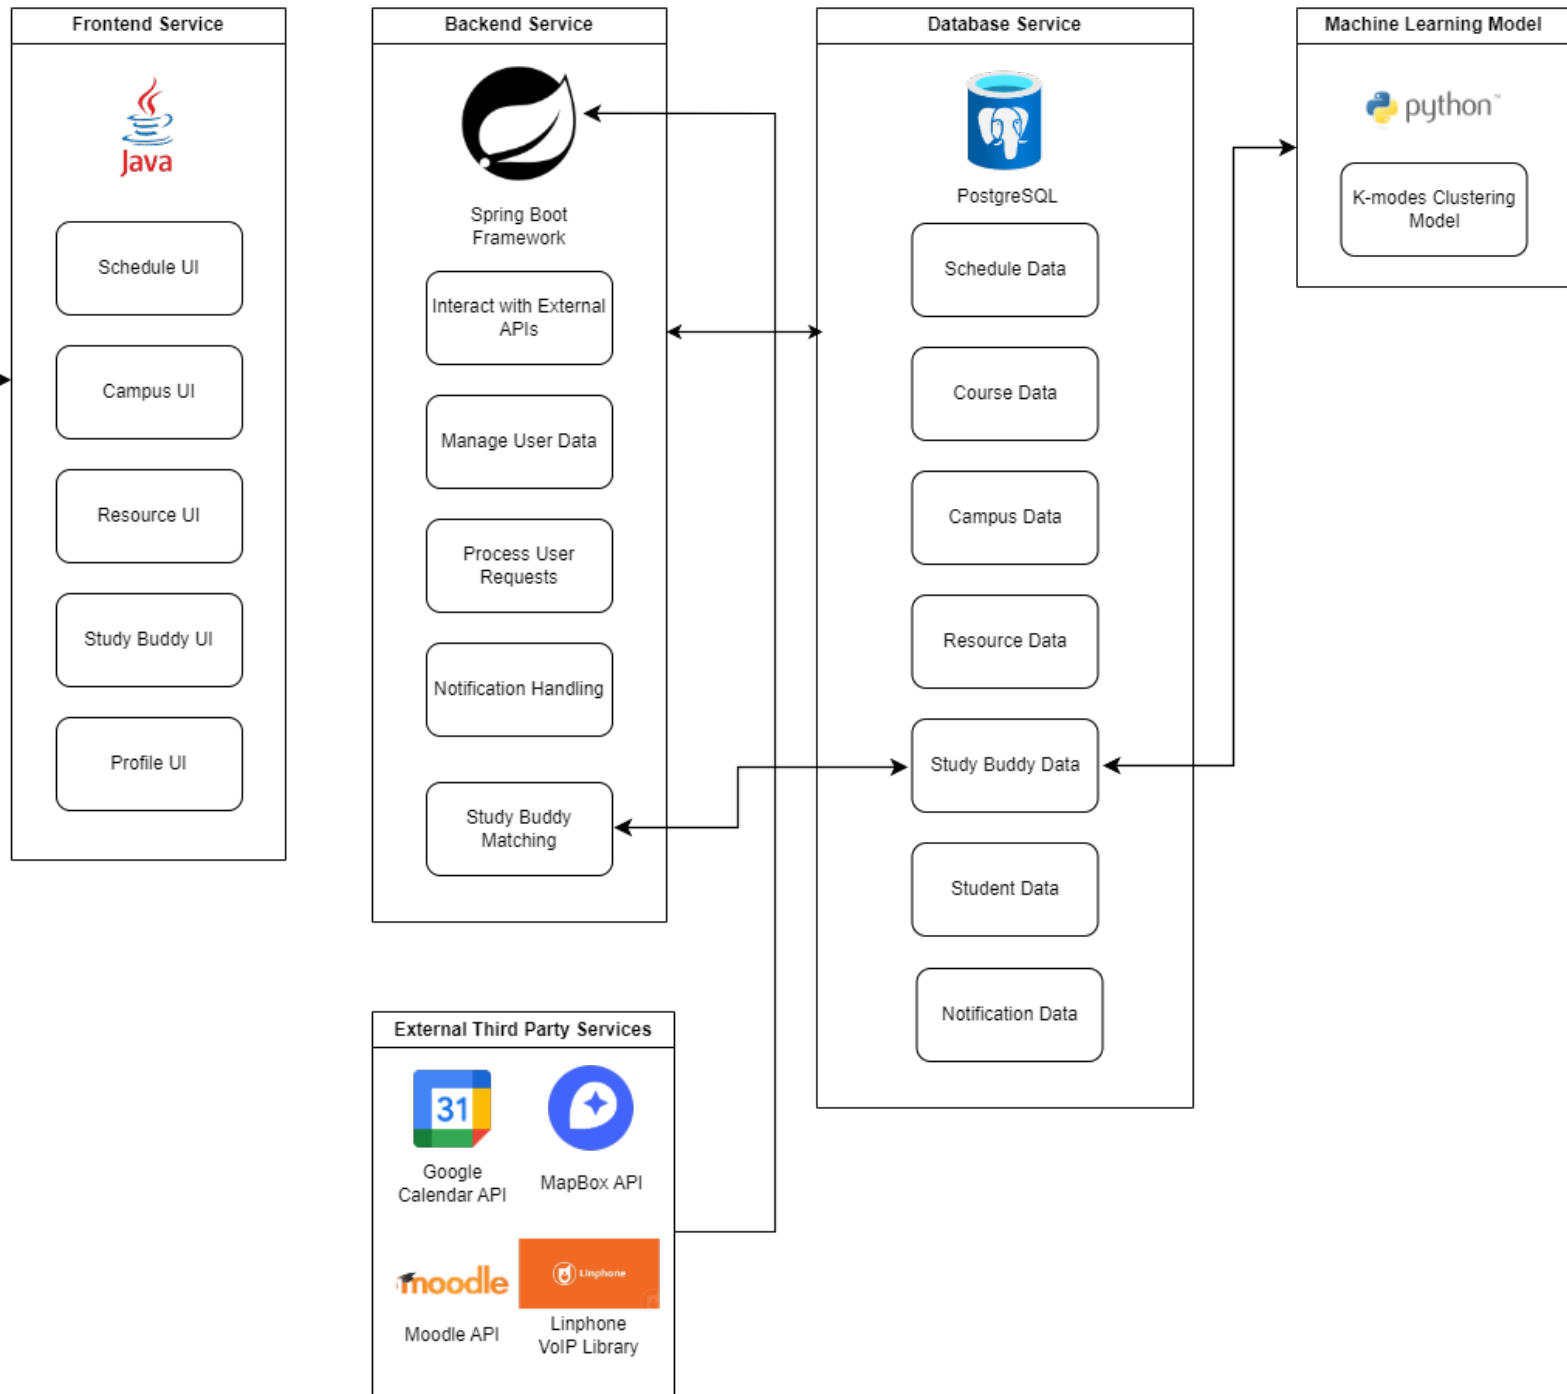 Frontend Service
Java
Schedule UI
Campus UI
Resource UI
Study Buddy UI
Profile UI
Backend Service
Spring Boot
Framework
Interact with External
APIs
Manage User Data
Process User
Requests
Notification Handling
Study Buddy
Matching
Database Service
PostgreSQL
Schedule Data
Course Data
Campus Data
Resource Data
Study Buddy Data
Student Data
Notification Data
Machine Learning Model
python™
K-modes Clustering
Model
External Third Party Services
31
Google
Calendar API
MapBox API
moodle
Moodle API
Linphone
Linphone
VoIP Library